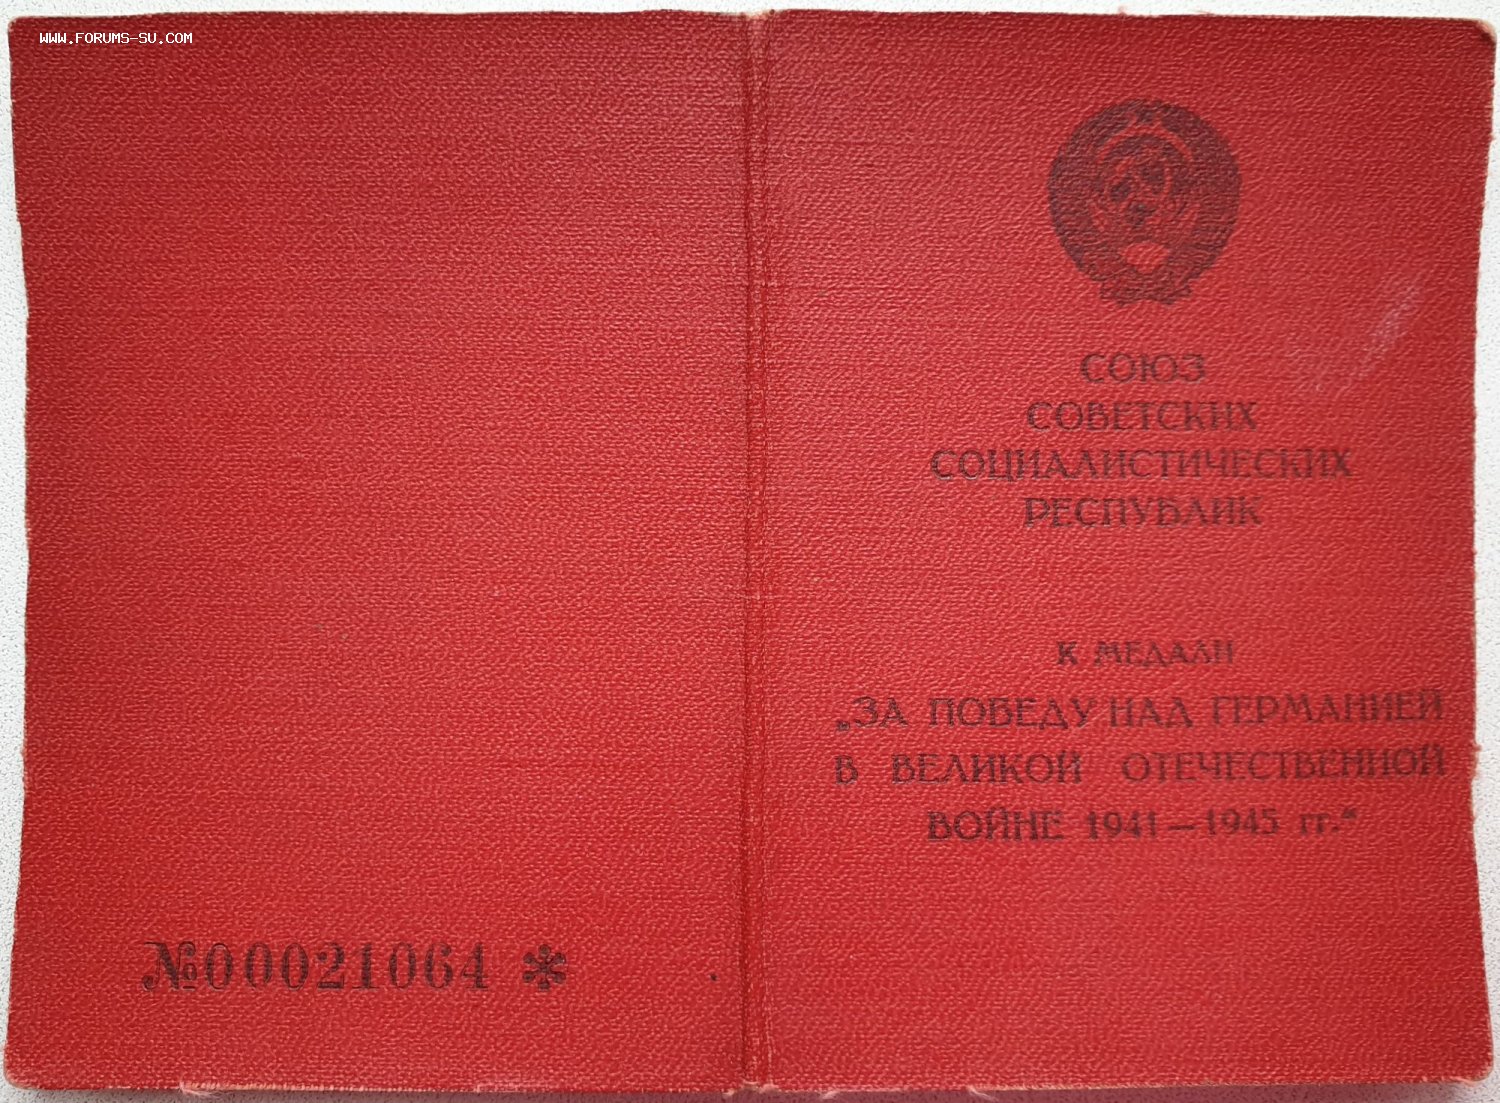 WWW.FORUMS-SU.COM
СОЮЗ
СОВЕТСКИХ
СОЦИАЛИСТИЧЕСКИХ
РЕСПУБЛИК
К МЕДАЛИ
„ЗА ПОБЕДУ НАД ГЕРМАНИЕЙ
В ВЕЛИКОЙ ОТЕЧЕСТВЕННОЙ
ВОЙНЕ 1941—1945 гг.“
№00021064 *